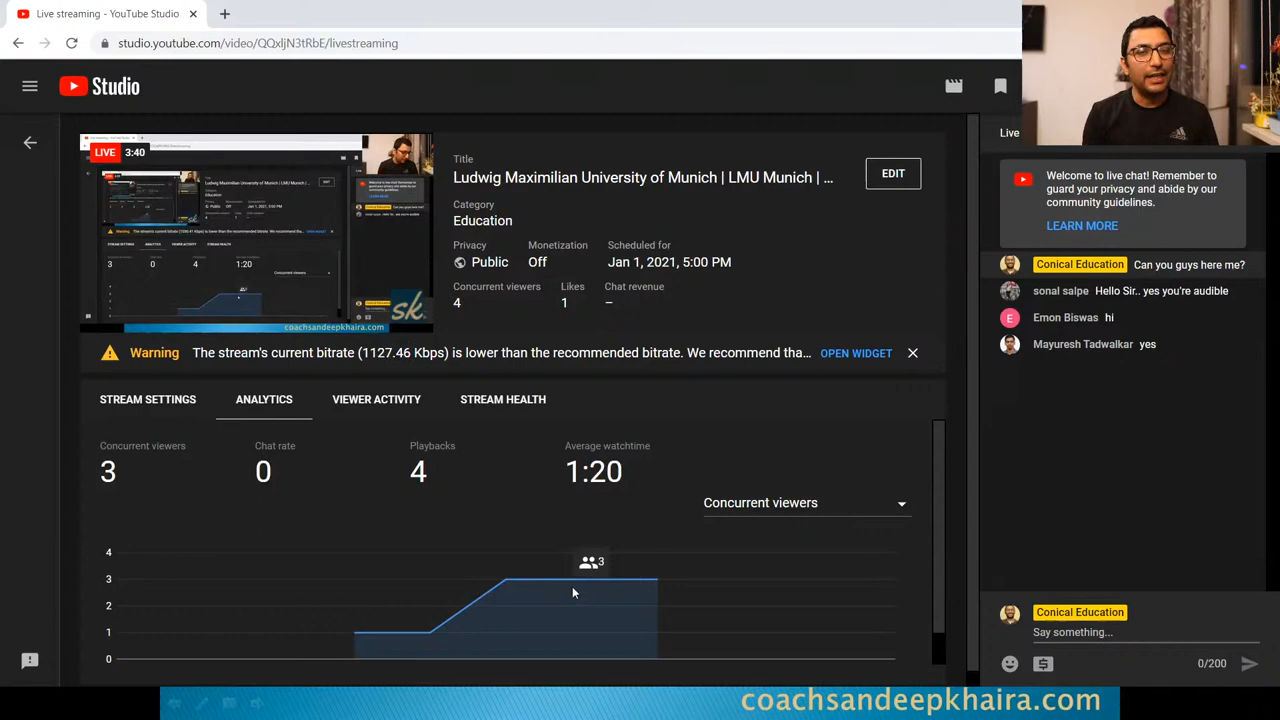 Live streaming - YouTube Studio
studio.youtube.com/video/QQxljN3tRbE/livestreaming
Studio
LIVE 3:40
Title
Ludwig Maximilian University of Munich | LMU Munich | ...
EDIT
Category
Education
Privacy Monetization Scheduled for
Public Off Jan 1, 2021, 5:00 PM
Concurrent viewers Likes Chat revenue
4 1 –
coachsandeepkhaira.com
Warning The stream's current bitrate (1127.46 Kbps) is lower than the recommended bitrate. We recommend tha... OPEN WIDGET
STREAM SETTINGS ANALYTICS VIEWER ACTIVITY STREAM HEALTH
Concurrent viewers Chat rate Playbacks Average watchtime
3 0 4 1:20
Concurrent viewers
3
4
3
2
1
0
Live
Welcome to live chat! Remember to
guard your privacy and abide by our
community guidelines.
LEARN MORE
Conical Education Can you guys here me?
sonal salpe Hello Sir.. yes you're audible
E Emon Biswas hi
Mayuresh Tadwalkar yes
Conical Education
Say something...
0/200
coachsandeepkhaira.com